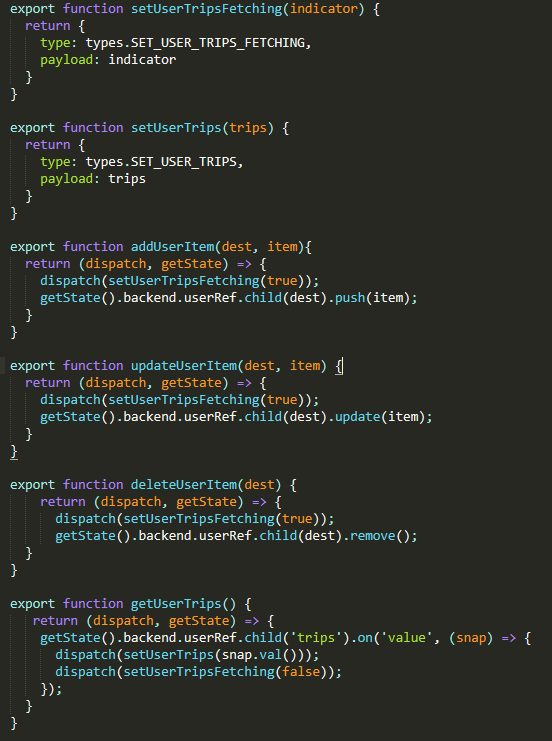 export function setUserTripsFetching(indicator) {
  return {
    type: types.SET_USER_TRIPS_FETCHING,
    payload: indicator
  }
}

export function setUserTrips(trips) {
  return {
    type: types.SET_USER_TRIPS,
    payload: trips
  }
}

export function addUserItem(dest, item){
  return (dispatch, getState) => {
    dispatch(setUserTripsFetching(true));
    getState().backend.userRef.child(dest).push(item);
  }
}

export function updateUserItem(dest, item) {
  return (dispatch, getState) => {
    dispatch(setUserTripsFetching(true));
    getState().backend.userRef.child(dest).update(item);
  }
}

export function deleteUserItem(dest) {
    return (dispatch, getState) => {
      dispatch(setUserTripsFetching(true));
      getState().backend.userRef.child(dest).remove();
  }
}

export function getUserTrips() {
   return (dispatch, getState) => {
    getState().backend.userRef.child('trips').on('value', (snap) => {
      dispatch(setUserTrips(snap.val()));
      dispatch(setUserTripsFetching(false));
    });
  }
}